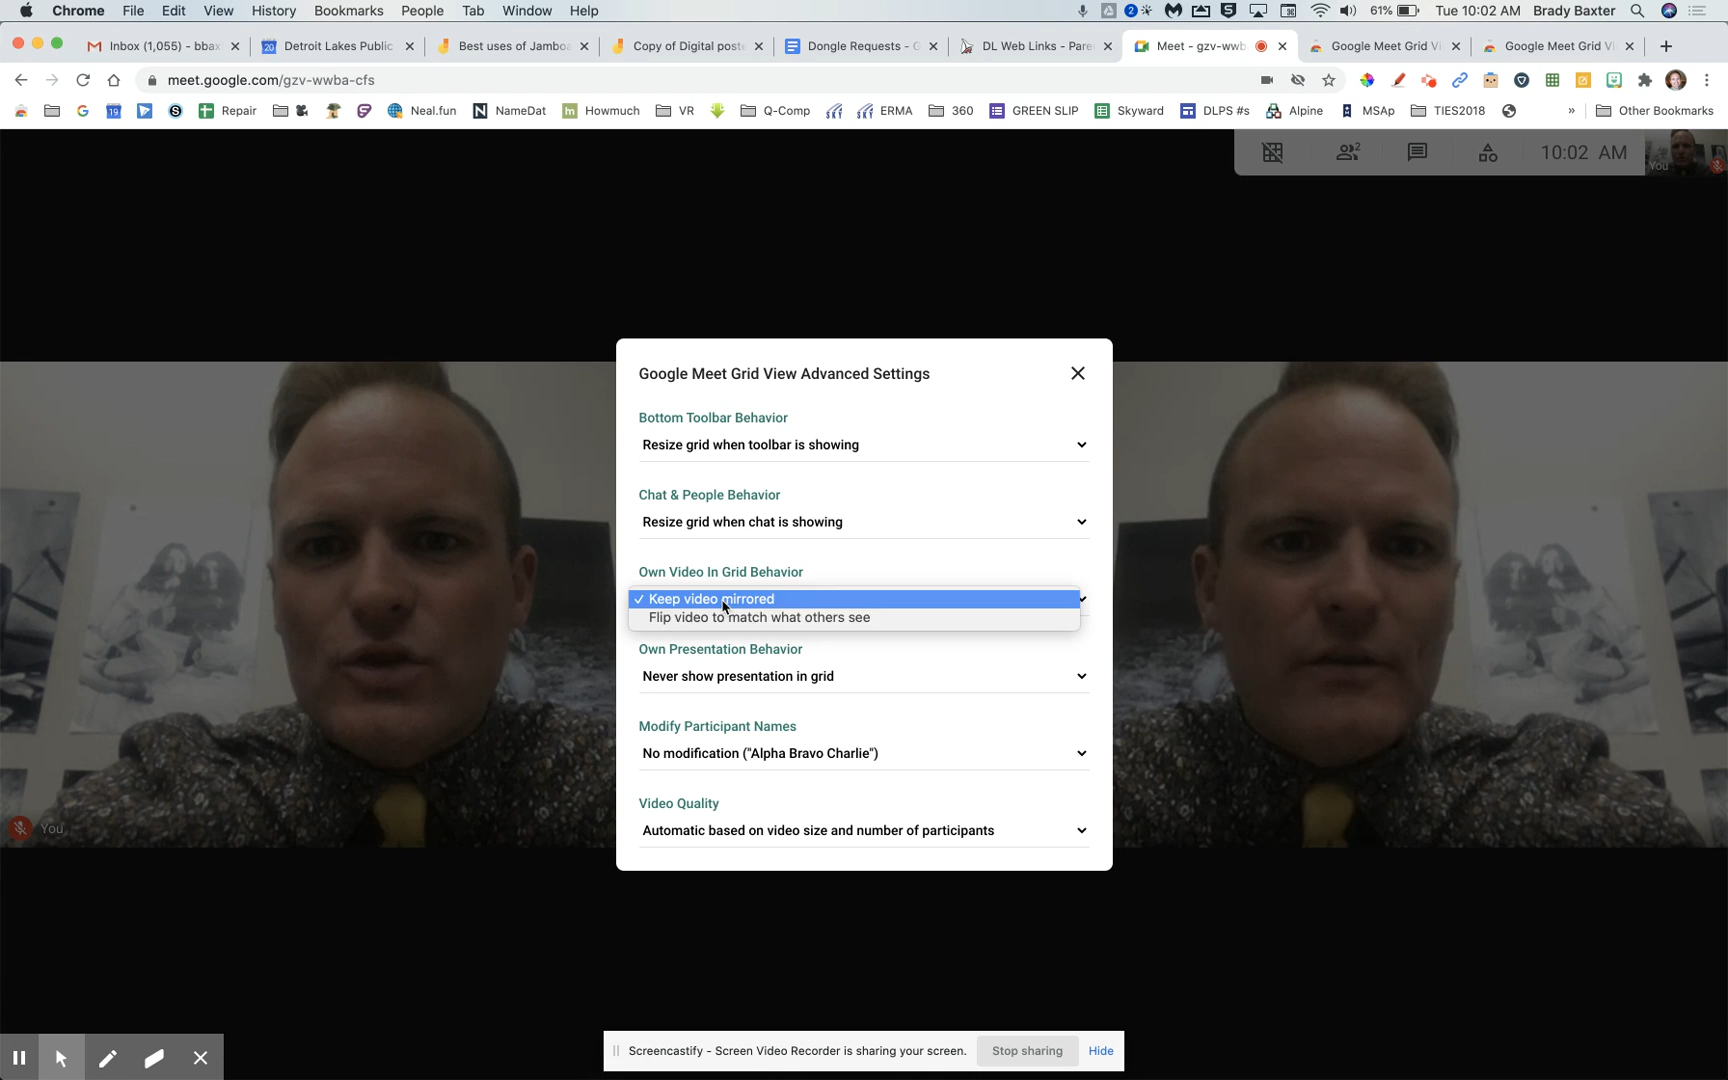 Chrome File Edit View History Bookmarks People Tab Window Help 2 61% Tue 10:02 AM Brady Baxter
Inbox (1,055) - bbax Detroit Lakes Public Best uses of Jambo Copy of Digital poste Dongle Requests - G DL Web Links - Pare Meet - gzv-wwb Google Meet Grid Vi Google Meet Grid Vi
meet.google.com/gzv-wwba-cfs
19 Repair Neal.fun NameDat Howmuch VR Q-Comp ERMA 360 GREEN SLIP Skyward DLPS #s Alpine MSAp TIES2018 » Other Bookmarks
2 10:02 AM You
Google Meet Grid View Advanced Settings
Bottom Toolbar Behavior
Resize grid when toolbar is showing
Chat & People Behavior
Resize grid when chat is showing
Own Video In Grid Behavior
✓ Keep video mirrored
Flip video to match what others see
Own Presentation Behavior
Never show presentation in grid
Modify Participant Names
No modification ("Alpha Bravo Charlie")
Video Quality
Automatic based on video size and number of participants
You
Screencastify - Screen Video Recorder is sharing your screen. Stop sharing Hide